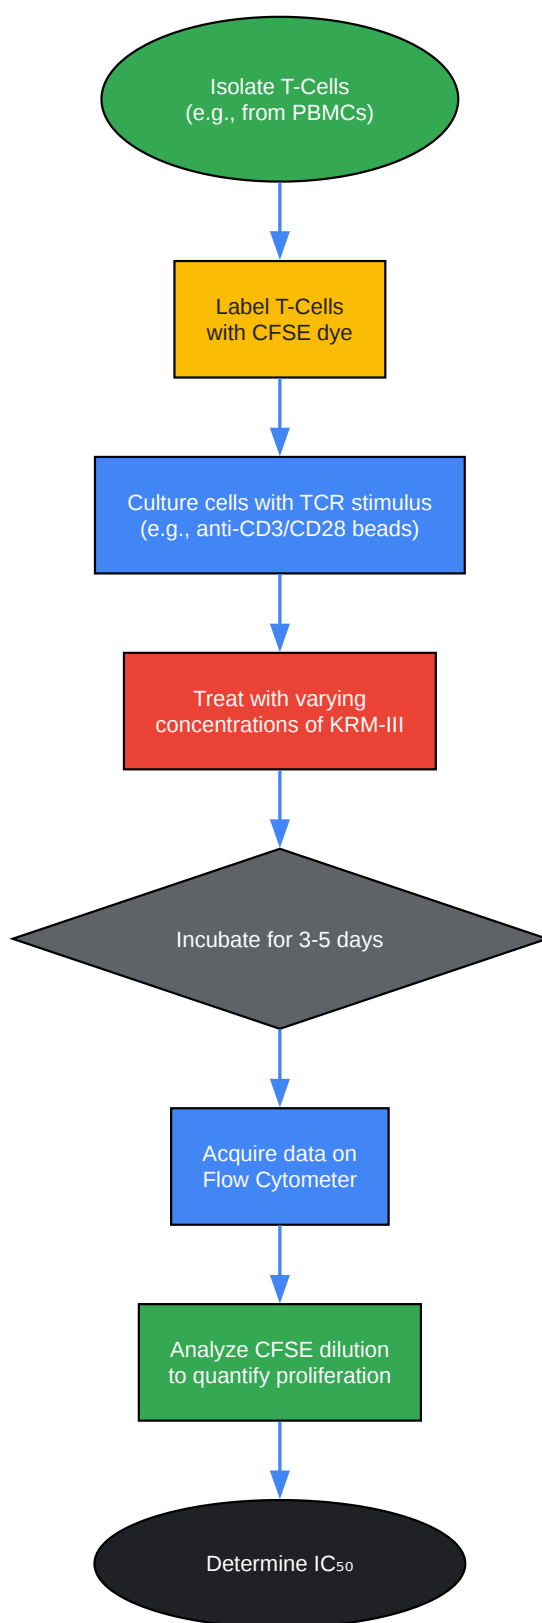 Isolate T-Cells
(e.g., from PBMCs)
Label T-Cells
with CFSE dye
Culture cells with TCR stimulus
(e.g., anti-CD3/CD28 beads)
Treat with varying
concentrations of KRM-III
Incubate for 3-5 days
Acquire data on
Flow Cytometer
Analyze CFSE dilution
to quantify proliferation
Determine IC₅₀